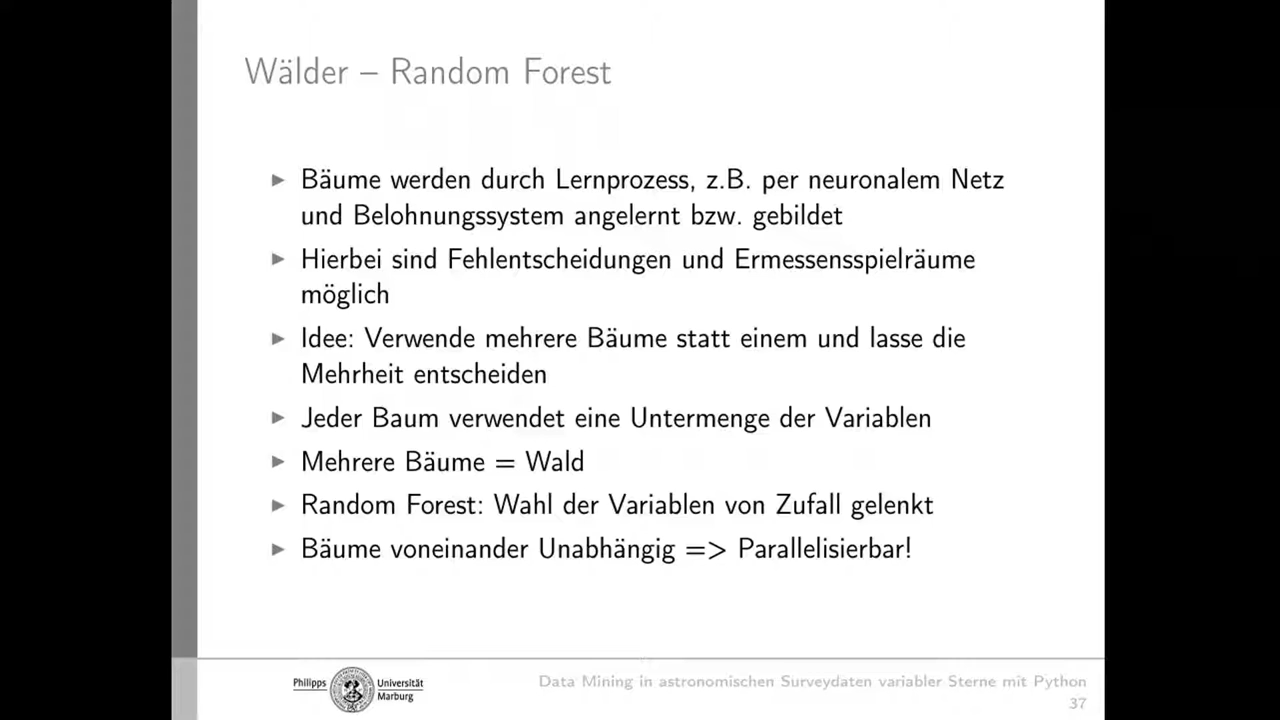 Wälder – Random Forest
Bäume werden durch Lernprozess, z.B. per neuronalem Netz
und Belohnungssystem angelernt bzw. gebildet
Hierbei sind Fehlentscheidungen und Ermessensspielräume
möglich
Idee: Verwende mehrere Bäume statt einem und lasse die
Mehrheit entscheiden
Jeder Baum verwendet eine Untermenge der Variablen
Mehrere Bäume = Wald
Random Forest: Wahl der Variablen von Zufall gelenkt
Bäume voneinander Unabhängig => Parallelisierbar!
Philipps Universität
Marburg
Data Mining in astronomischen Surveydaten variabler Sterne mit Python
37